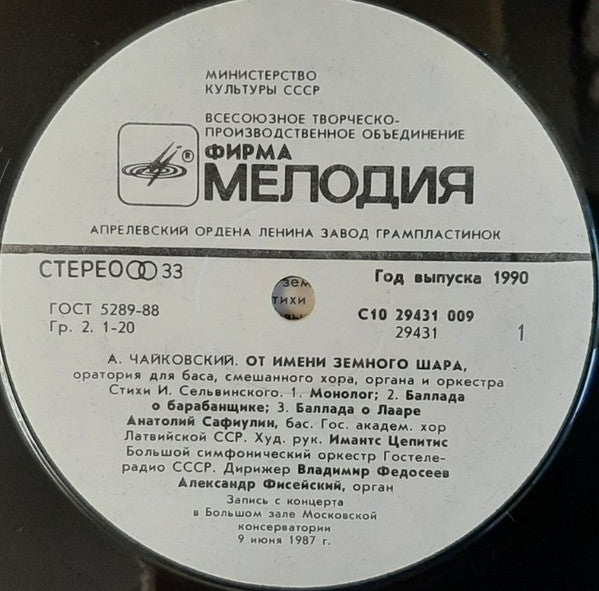 МИНИСТЕРСТВО
КУЛЬТУРЫ СССР
ВСЕСОЮЗНОЕ ТВОРЧЕСКО-
ПРОИЗВОДСТВЕННОЕ ОБЪЕДИНЕНИЕ
® ФИРМА
МЕЛОДИЯ
АПРЕЛЕВСКИЙ ОРДЕНА ЛЕНИНА ЗАВОД ГРАМПЛАСТИНОК
СТЕРЕО 33
Год выпуска 1990
ГОСТ 5289-88
Гр. 2. 1-20
С10 29431 009
29431
1
зем
тихи
А. ЧАЙКОВСКИЙ. ОТ ИМЕНИ ЗЕМНОГО ШАРА,
оратория для баса, смешанного хора, органа и оркестра
Стихи И. Сельвинского. 1. Монолог; 2. Баллада
о барабанщике; 3. Баллада о Лааре
Анатолий Сафиулин, бас. Гос. академ. хор
Латвийской ССР. Худ. рук. Имантс Цепитис
Большой симфонический оркестр Гостеле-
радио СССР. Дирижер Владимир Федосеев
Александр Фисейский, орган
Запись с концерта
в Большом зале Московской
консерватории
9 июня 1987 г.